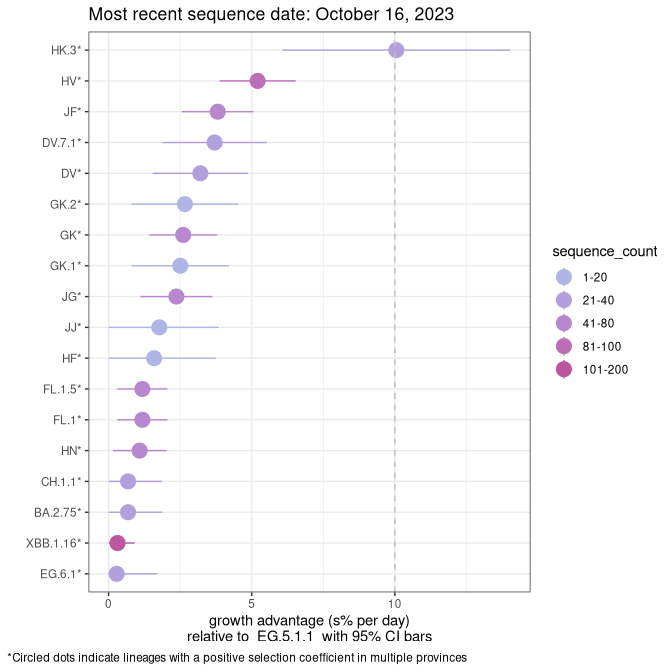 Most recent sequence date: October 16, 2023
HK.3*
HV*
JF*
DV.7.1*
DV*
GK.2*
GK*
GK.1*
JG*
JJ*
HF*
FL.1.5*
FL.1*
HN*
CH.1.1*
BA.2.75*
XBB.1.16*
EG.6.1*
0 5 10
growth advantage (s% per day)
relative to EG.5.1.1 with 95% CI bars
sequence_count
1-20
21-40
41-80
81-100
101-200
*Circled dots indicate lineages with a positive selection coefficient in multiple provinces